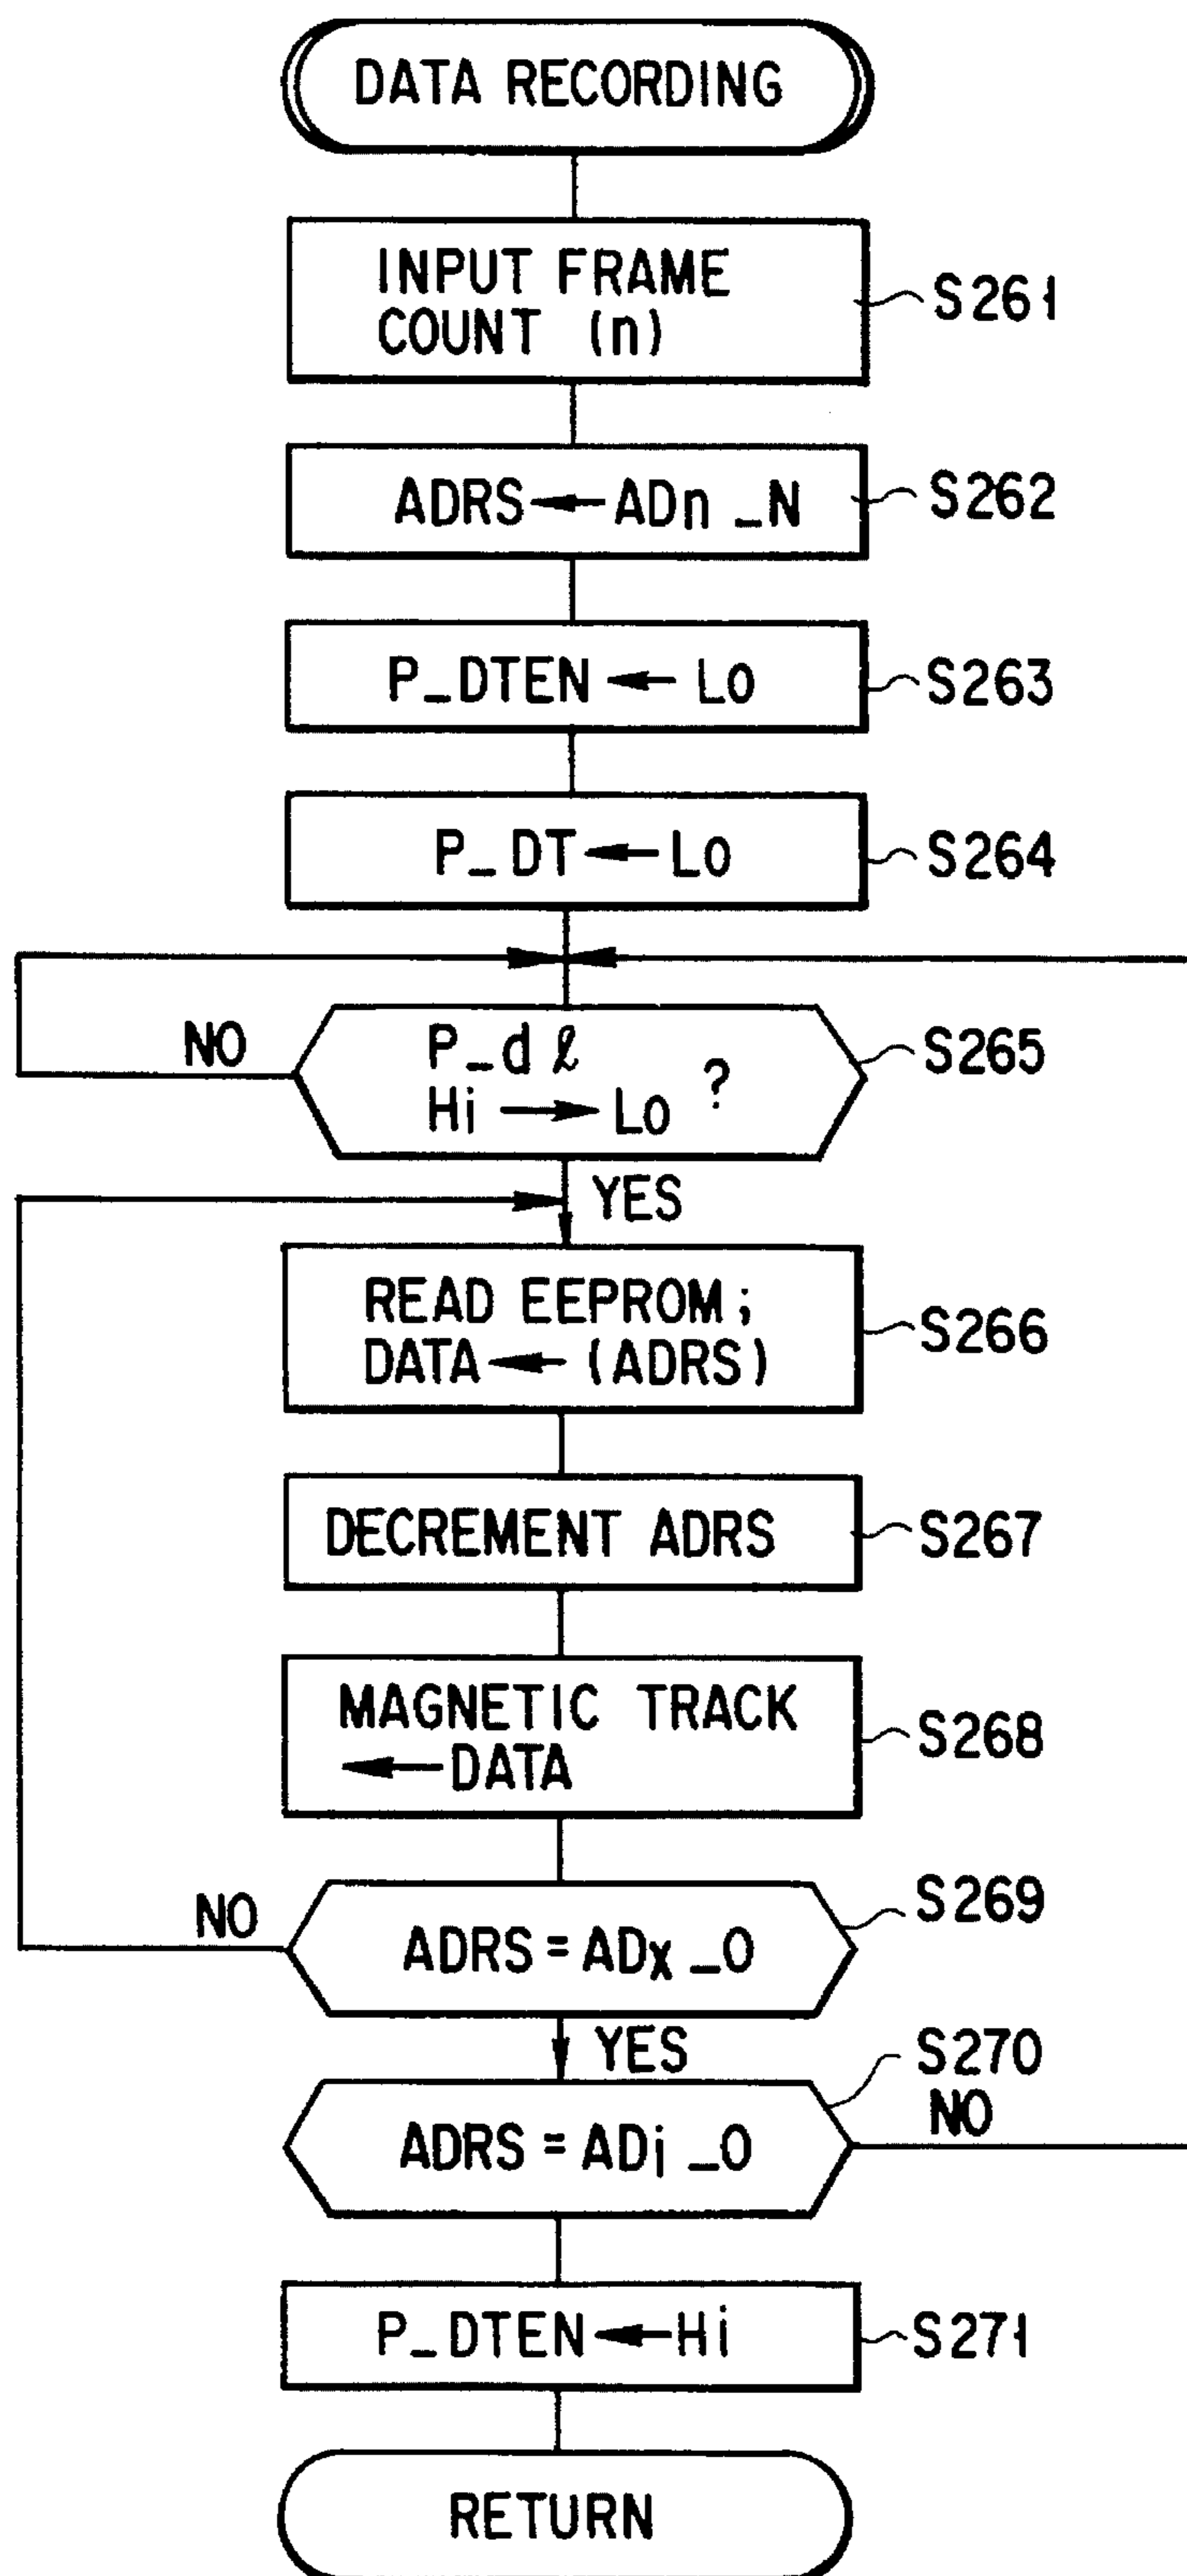 DATA RECORDING
INPUT FRAME
COUNT (n)
S261
ADRS ← ADn_N
S262
P_DTEN ← Lo
S263
P_DT ← Lo
S264
NO
P_dℓ
Hi → Lo ?
S265
YES
READ EEPROM;
DATA ← (ADRS)
S266
DECREMENT ADRS
S267
MAGNETIC TRACK
← DATA
S268
NO
ADRS = ADx_0
S269
YES
ADRS = ADi_0
S270
NO
P_DTEN ← Hi
S271
RETURN